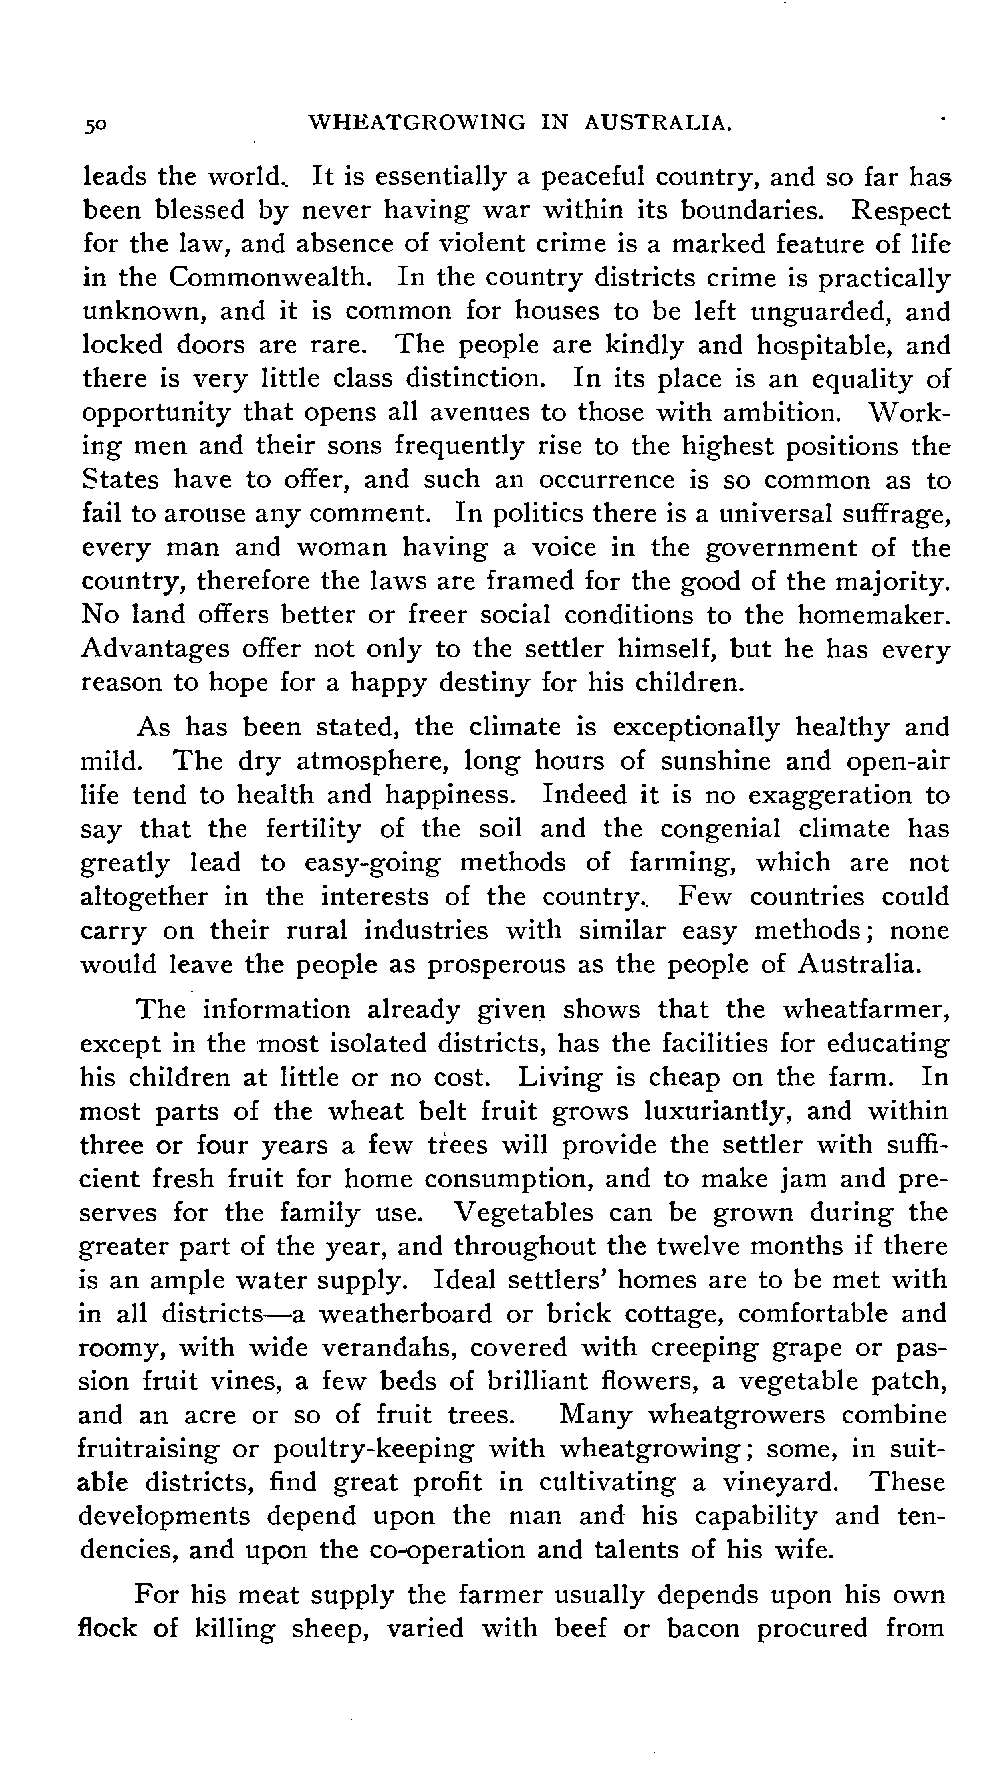 50 WHEATGROWING IN AUSTRALIA.
leads the world. It is essentially a peaceful country, and so far has
been blessed by never having war within its boundaries. Respect
for the law, and absence of violent crime is a marked feature of life
in the Commonwealth. In the country districts crime is practically
unknown, and it is common for houses to be left unguarded, and
locked doors are rare. The people are kindly and hospitable, and
there is very little class distinction. In its place is an equality of
opportunity that opens all avenues to those with ambition. Work-
ing men and their sons frequently rise to the highest positions the
States have to offer, and such an occurrence is so common as to
fail to arouse any comment. In politics there is a universal suffrage,
every man and woman having a voice in the government of the
country, therefore the laws are framed for the good of the majority.
No land offers better or freer social conditions to the homemaker.
Advantages offer not only to the settler himself, but he has every
reason to hope for a happy destiny for his children.
As has been stated, the climate is exceptionally healthy and
mild. The dry atmosphere, long hours of sunshine and open-air
life tend to health and happiness. Indeed it is no exaggeration to
say that the fertility of the soil and the congenial climate has
greatly lead to easy-going methods of farming, which are not
altogether in the interests of the country. Few countries could
carry on their rural industries with similar easy methods; none
would leave the people as prosperous as the people of Australia.
The information already given shows that the wheatfarmer,
except in the most isolated districts, has the facilities for educating
his children at little or no cost. Living is cheap on the farm. In
most parts of the wheat belt fruit grows luxuriantly, and within
three or four years a few trees will provide the settler with suffi-
cient fresh fruit for home consumption, and to make jam and pre-
serves for the family use. Vegetables can be grown during the
greater part of the year, and throughout the twelve months if there
is an ample water supply. Ideal settlers' homes are to be met with
in all districts—a weatherboard or brick cottage, comfortable and
roomy, with wide verandahs, covered with creeping grape or pas-
sion fruit vines, a few beds of brilliant flowers, a vegetable patch,
and an acre or so of fruit trees. Many wheatgrowers combine
fruitraising or poultry-keeping with wheatgrowing; some, in suit-
able districts, find great profit in cultivating a vineyard. These
developments depend upon the man and his capability and ten-
dencies, and upon the co-operation and talents of his wife.
For his meat supply the farmer usually depends upon his own
flock of killing sheep, varied with beef or bacon procured from